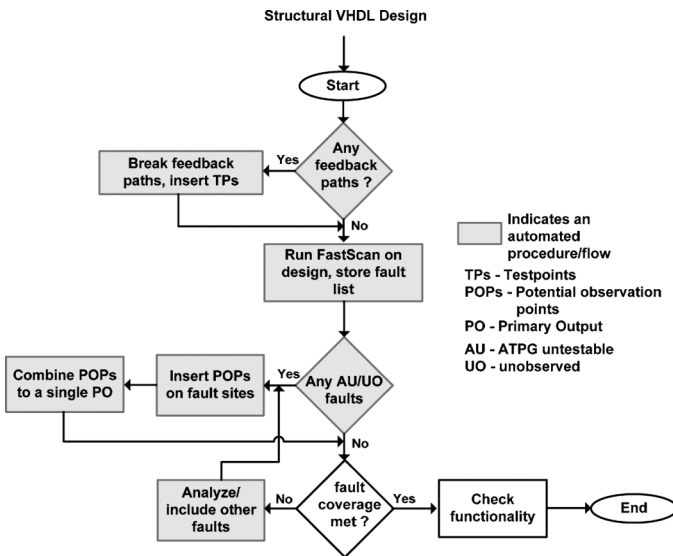 Structural VHDL Design
Start
Any
feedback
paths ?
Yes
Break feedback
paths, insert TPs
No
Run FastScan on
design, store fault
list
Indicates an
automated
procedure/flow
TPs - Testpoints
POPs - Potential observation
points
PO - Primary Output
AU - ATPG untestable
UO - unobserved
Any AU/UO
faults
Yes
Insert POPs
on fault sites
Combine POPs
to a single PO
No
fault
coverage
met ?
No
Analyze/
include other
faults
Yes
Check
functionality
End